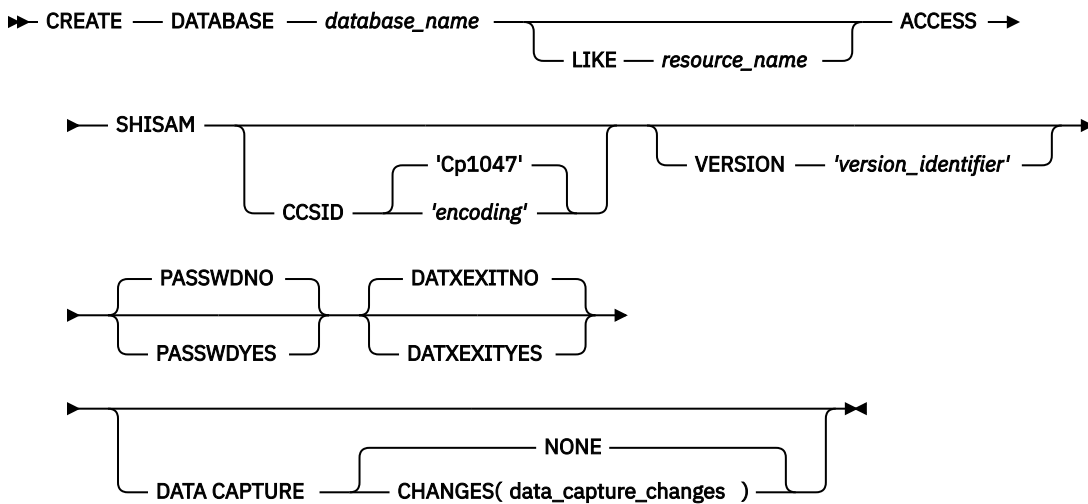 CREATE DATABASE database_name ACCESS
LIKE resource_name
SHISAM
'Cp1047'
VERSION 'version_identifier'
CCSID 'encoding'
PASSWDNO DATXEXITNO
PASSWDYES DATXEXITYES
NONE
DATA CAPTURE CHANGES( data_capture_changes )